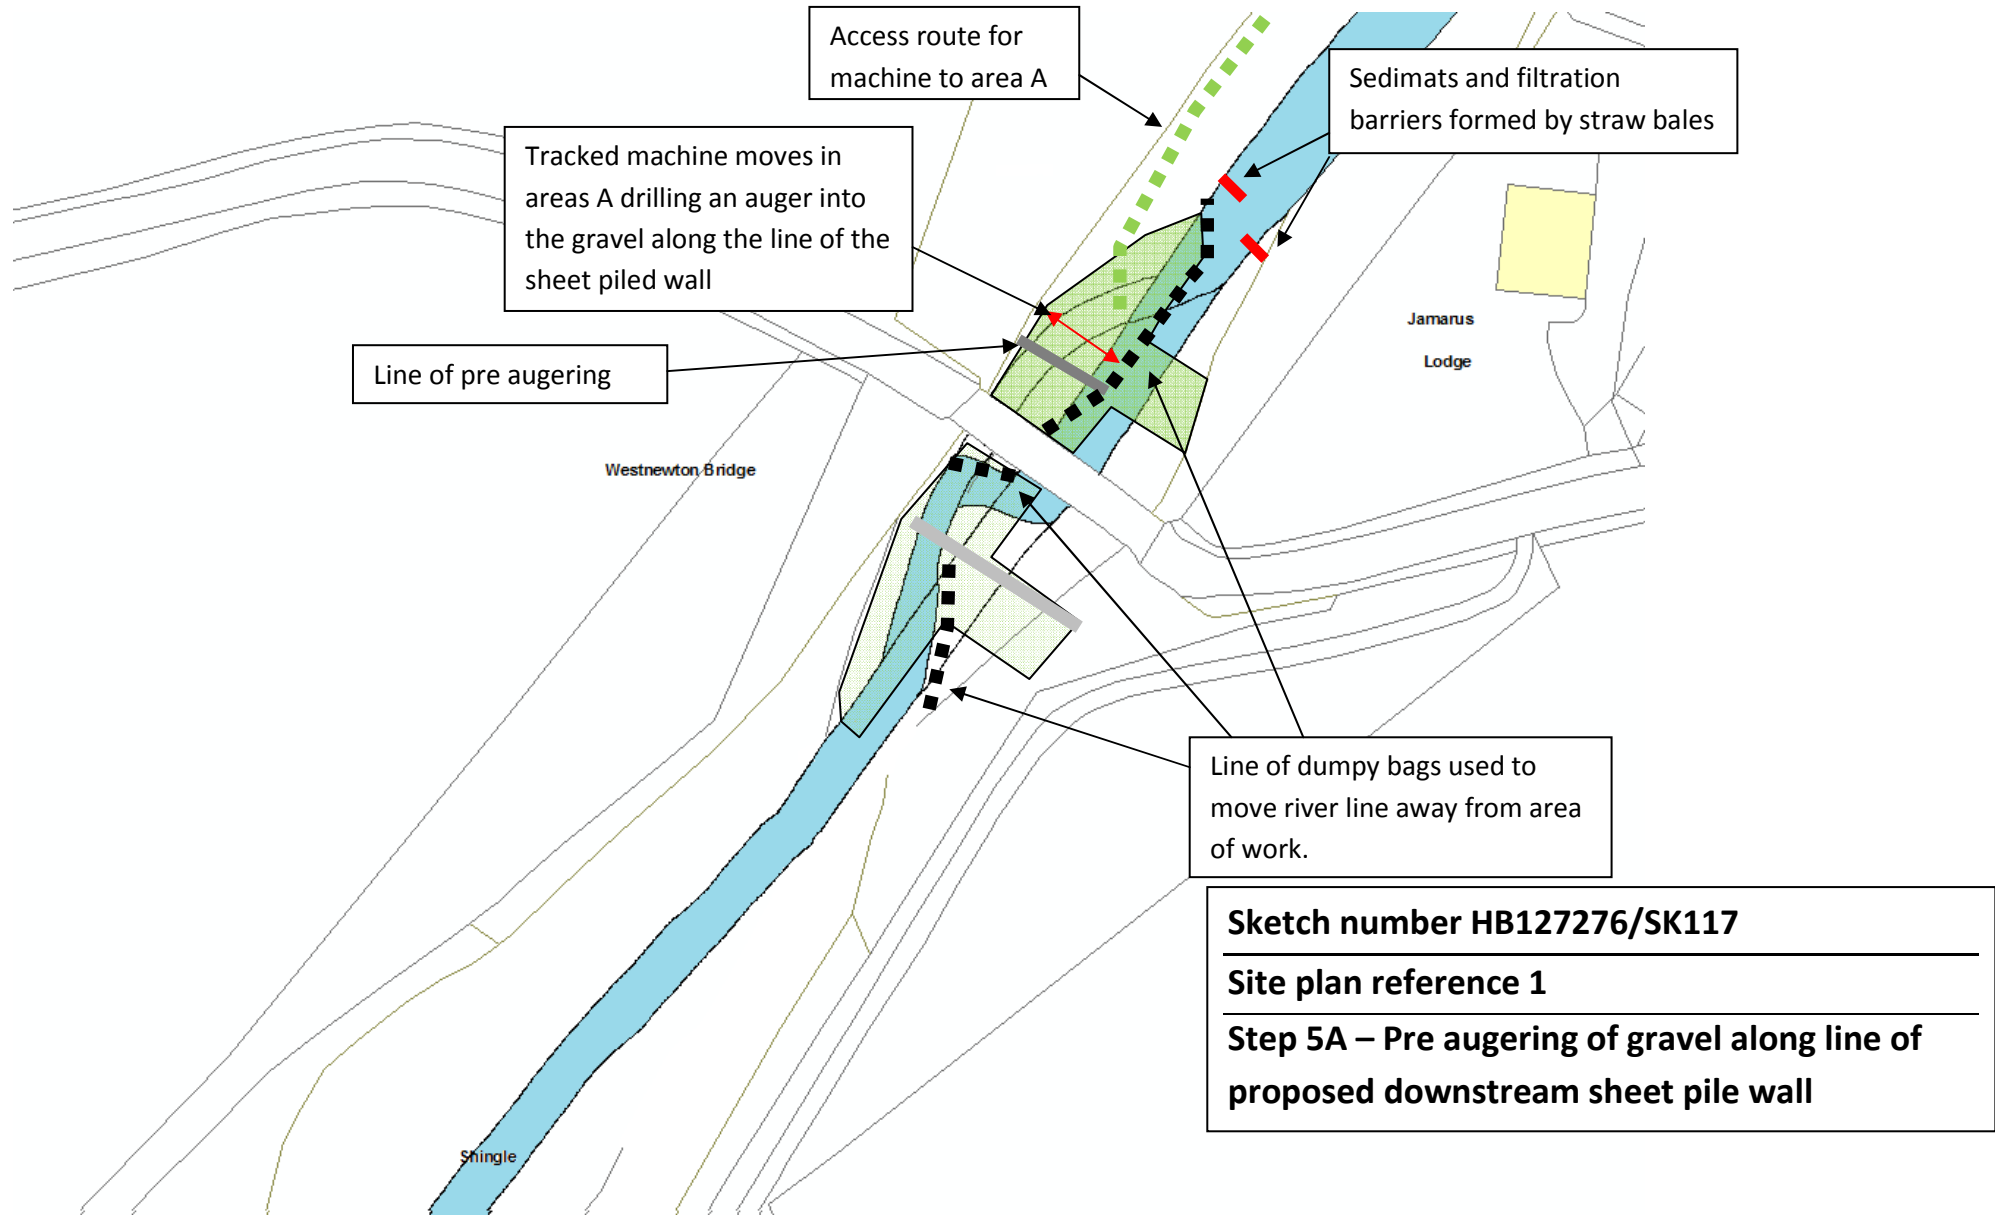 Access route for
machine to area A
Sedimats and filtration
barriers formed by straw bales
Tracked machine moves in
areas A drilling an auger into
the gravel along the line of the
sheet piled wall
Jamarus
Lodge
Line of pre augering
Westnewton Bridge
Line of dumpy bags used to
move river line away from area
of work.
Sketch number HB127276/SK117
Site plan reference 1
Step 5A – Pre augering of gravel along line of
proposed downstream sheet pile wall
Shingle